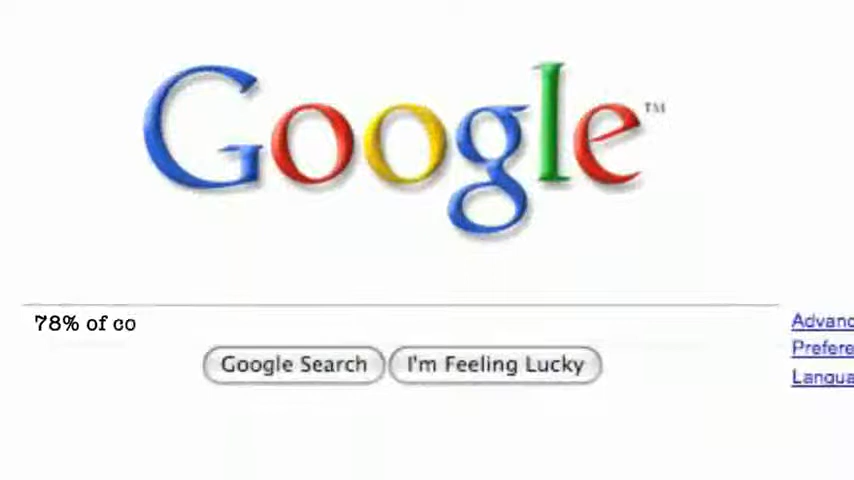 Google™
78% of co
Google Search
I'm Feeling Lucky
Advanc
Prefere
Langua